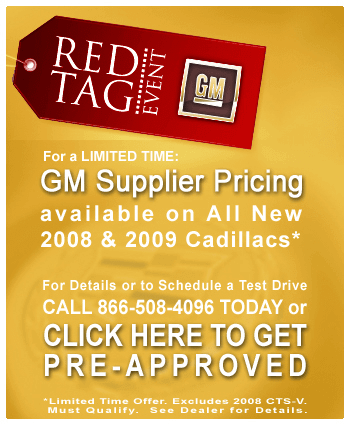 RED
TAG
EVENT
GM
For a LIMITED TIME:
GM Supplier Pricing
available on All New
2008 & 2009 Cadillacs*
For Details or to Schedule a Test Drive
CALL 866-508-4096 TODAY or
CLICK HERE TO GET
PRE-APPROVED
*Limited Time Offer. Excludes 2008 CTS-V.
Must Qualify. See Dealer for Details.